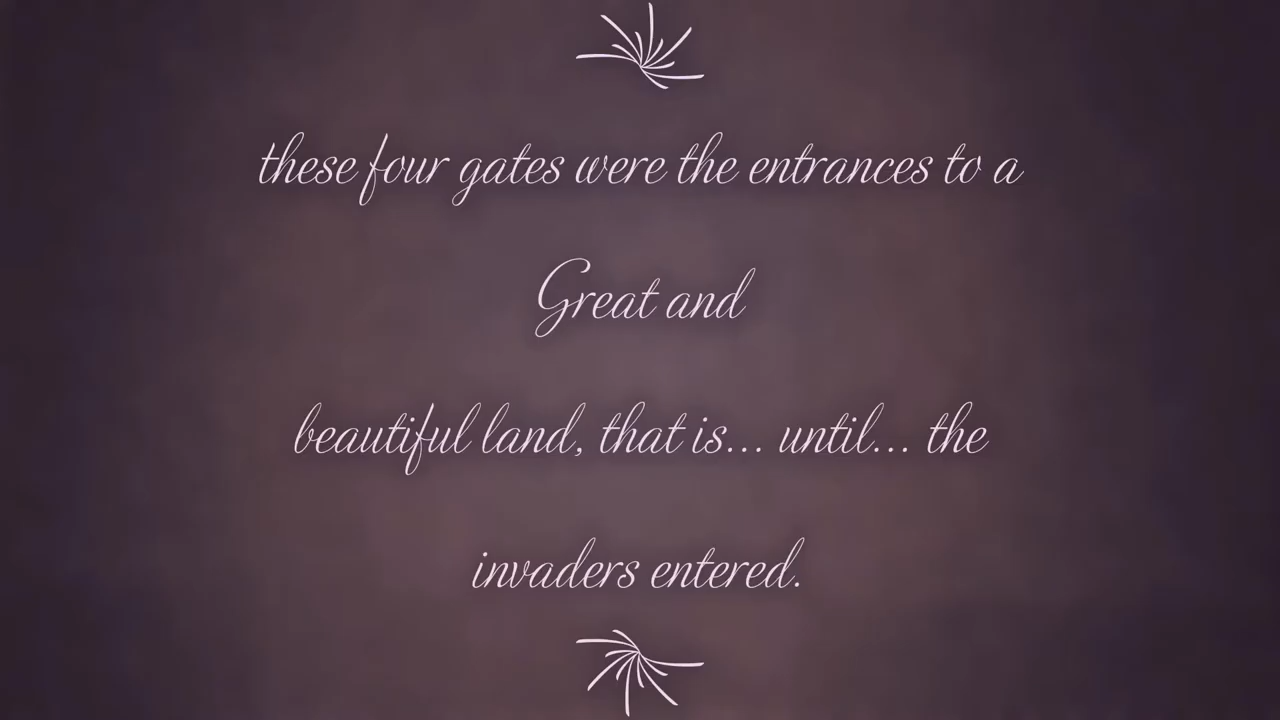 these four gates were the entrances to a
Great and
beautiful land, that is... until... the
invaders entered.